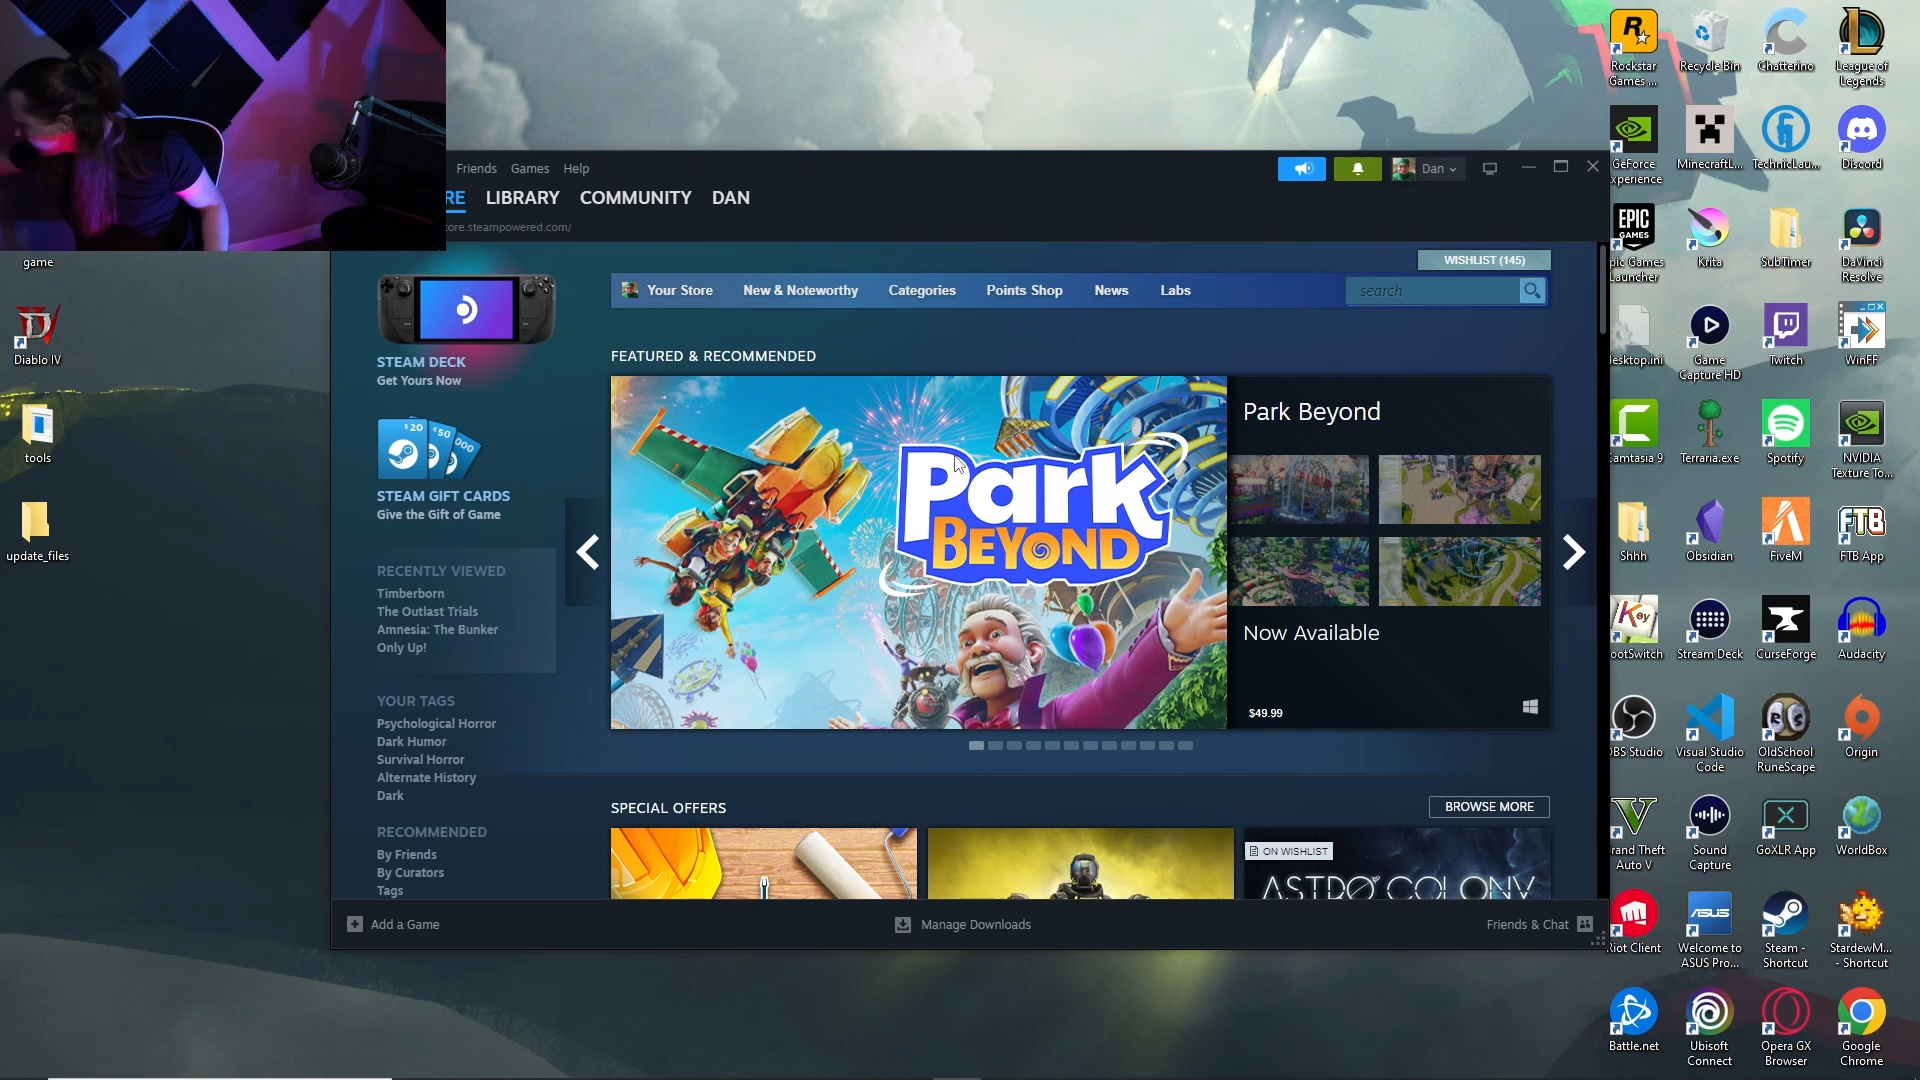 Friends Games Help
Dan
RE LIBRARY COMMUNITY DAN
ore.steampowered.com/
WISHLIST (145)
Your Store New & Noteworthy Categories Points Shop News Labs
search
STEAM DECK
Get Yours Now
$20 €50 000
STEAM GIFT CARDS
Give the Gift of Game
RECENTLY VIEWED
Timberborn
The Outlast Trials
Amnesia: The Bunker
Only Up!
YOUR TAGS
Psychological Horror
Dark Humor
Survival Horror
Alternate History
Dark
RECOMMENDED
By Friends
By Curators
Tags
FEATURED & RECOMMENDED
Park
BEYOND
Park Beyond
Now Available
$49.99
SPECIAL OFFERS
BROWSE MORE
ON WISHLIST
ASTRO COLONY
Add a Game
Manage Downloads
Friends & Chat
game
Diablo IV
tools
update_files
Rockstar
Games ...
Recycle Bin
Chatterino
League of
Legends
GeForce
xperience
MinecraftL...
TechnicLau...
Discord
EPIC
GAMES
pic Games
Launcher
Krita
SubTimer
DaVinci
Resolve
esktop.ini
Game
Capture HD
Twitch
WinFF
amtasia 9
Terraria.exe
Spotify
NVIDIA
Texture To...
Shhh
Obsidian
FiveM
FTB
FTB App
Key
ootSwitch
Stream Deck
CurseForge
Audacity
OBS Studio
Visual Studio
Code
OldSchool
RuneScape
Origin
rand Theft
Auto V
Sound
Capture
GoXLR App
WorldBox
Riot Client
ASUS
Welcome to
ASUS Pro...
Steam -
Shortcut
StardewM...
- Shortcut
Battle.net
Ubisoft
Connect
Opera GX
Browser
Google
Chrome